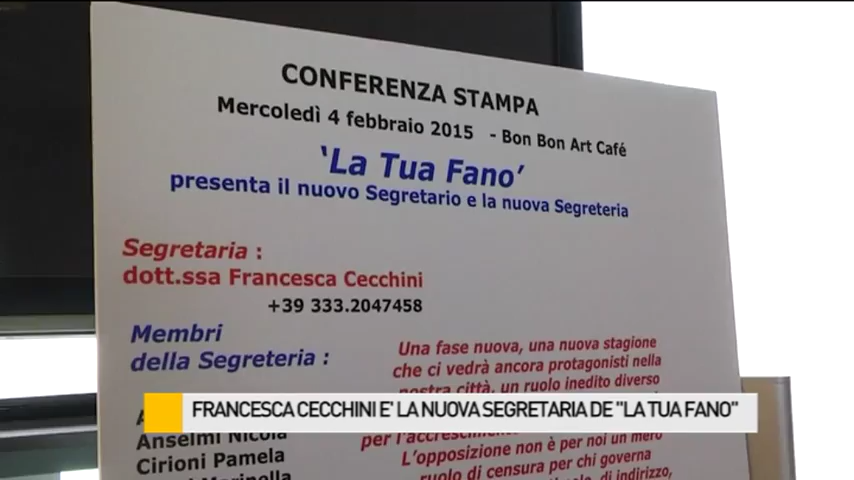 CONFERENZA STAMPA
Mercoledì 4 febbraio 2015 - Bon Bon Art Café
'La Tua Fano'
presenta il nuovo Segretario e la nuova Segreteria
Segretaria :
dott.ssa Francesca Cecchini
+39 333.2047458
Membri
della Segreteria :
Anselmi Nicola
Cirioni Pamela
Marinella
Una fase nuova, una nuova stagione
che ci vedrà ancora protagonisti nella
nostra città, un ruolo inedito diverso
per l'accrescimento
L'opposizione non è per noi un mero
ruolo di censura per chi governa
di indirizzo,
FRANCESCA CECCHINI E' LA NUOVA SEGRETARIA DE "LA TUA FANO"